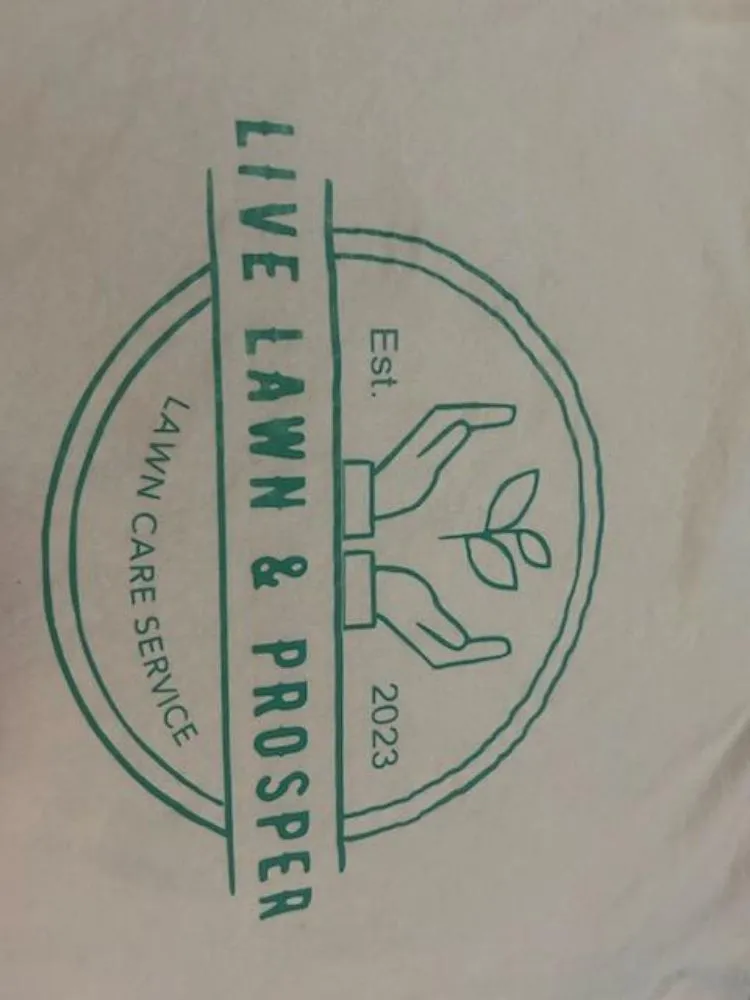 Est. 2023
LIVE LAWN & PROSPER
LAWN CARE SERVICE